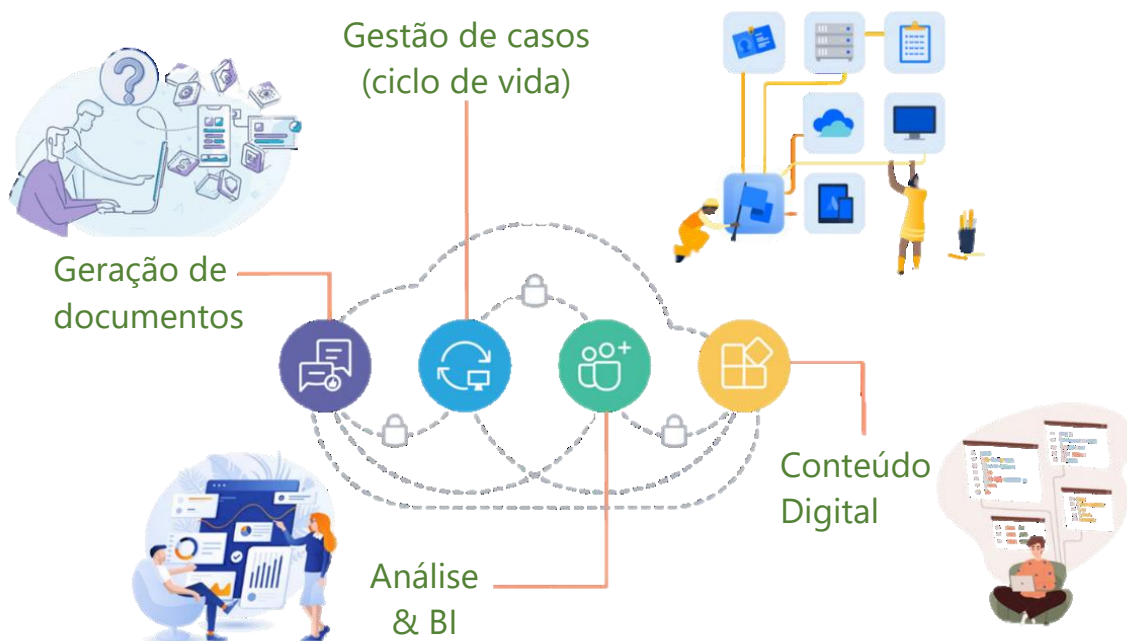 Gestão de casos
(ciclo de vida)
Geração de
documentos
Conteúdo
Digital
Análise
& BI